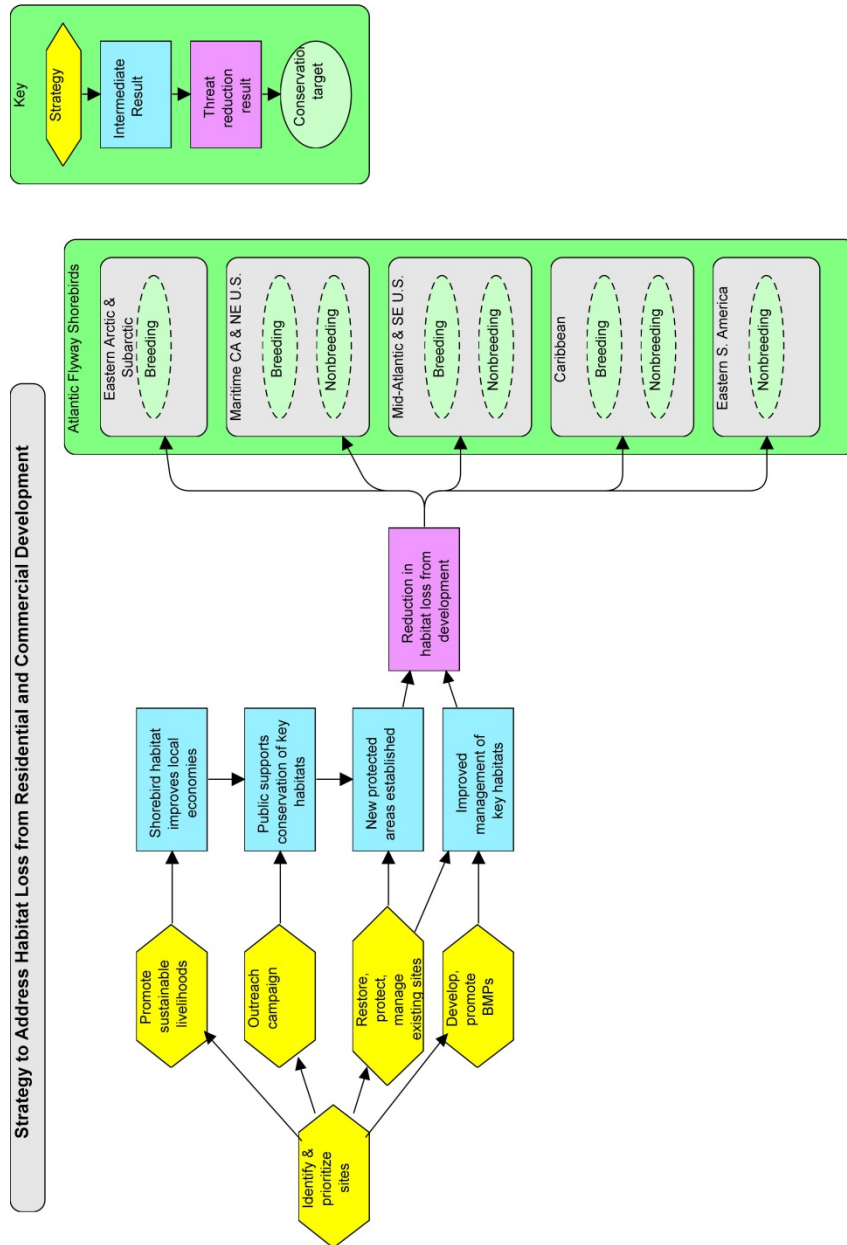 Strategy to Address Habitat Loss from Residential and Commercial Development
Identify &
prioritize
sites
Promote
sustainable
livelihoods
Outreach
campaign
Restore,
protect,
manage
existing sites
Develop,
promote
BMPs
Shorebird habitat
improves local
economies
Public supports
conservation of key
habitats
New protected
areas established
Improved
management of
key habitats
Reduction in
habitat loss from
development
Atlantic Flyway Shorebirds
Eastern Arctic &
Subarctic
Breeding
Maritime CA & NE U.S.
Breeding
Nonbreeding
Mid-Atlantic & SE U.S.
Breeding
Nonbreeding
Caribbean
Breeding
Nonbreeding
Eastern S. America
Nonbreeding
Key
Strategy
Intermediate
Result
Threat
reduction
result
Conservation
target